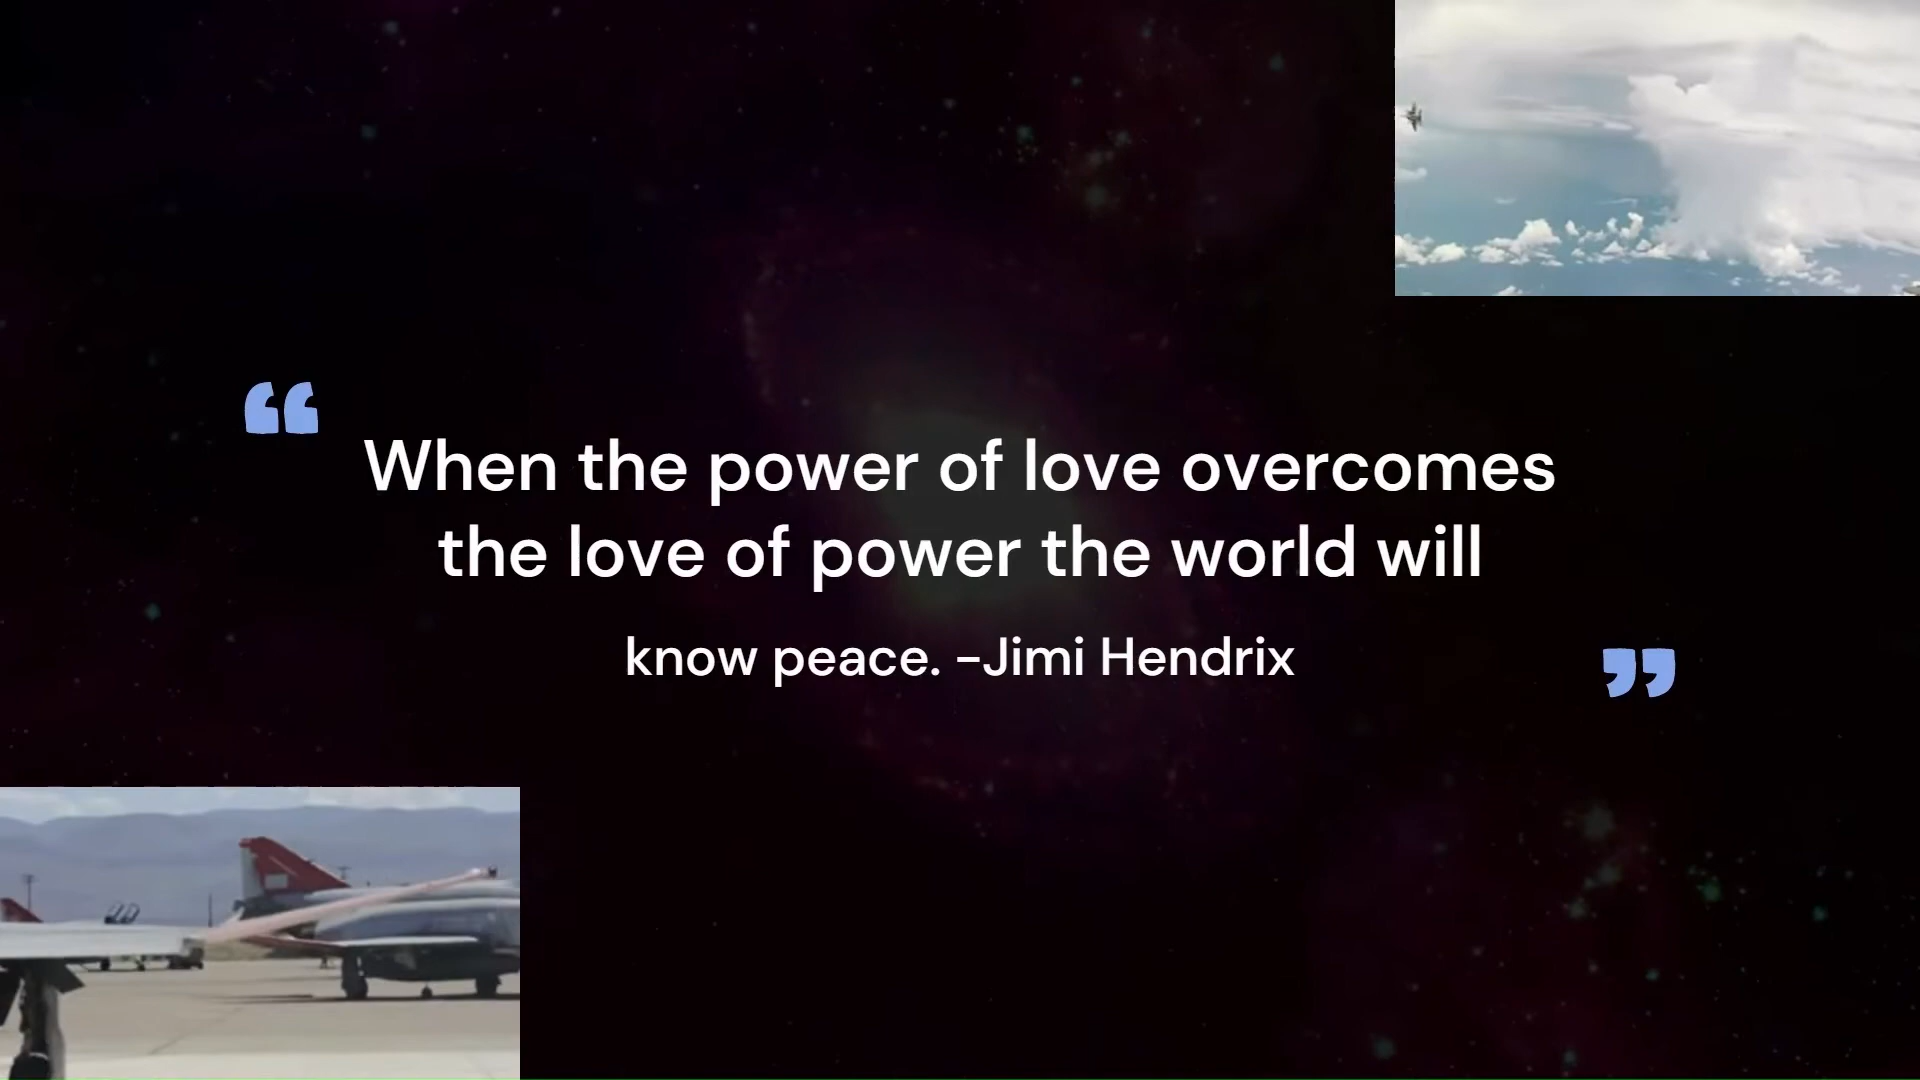 “
When the power of love overcomes
the love of power the world will
know peace. –Jimi Hendrix
”